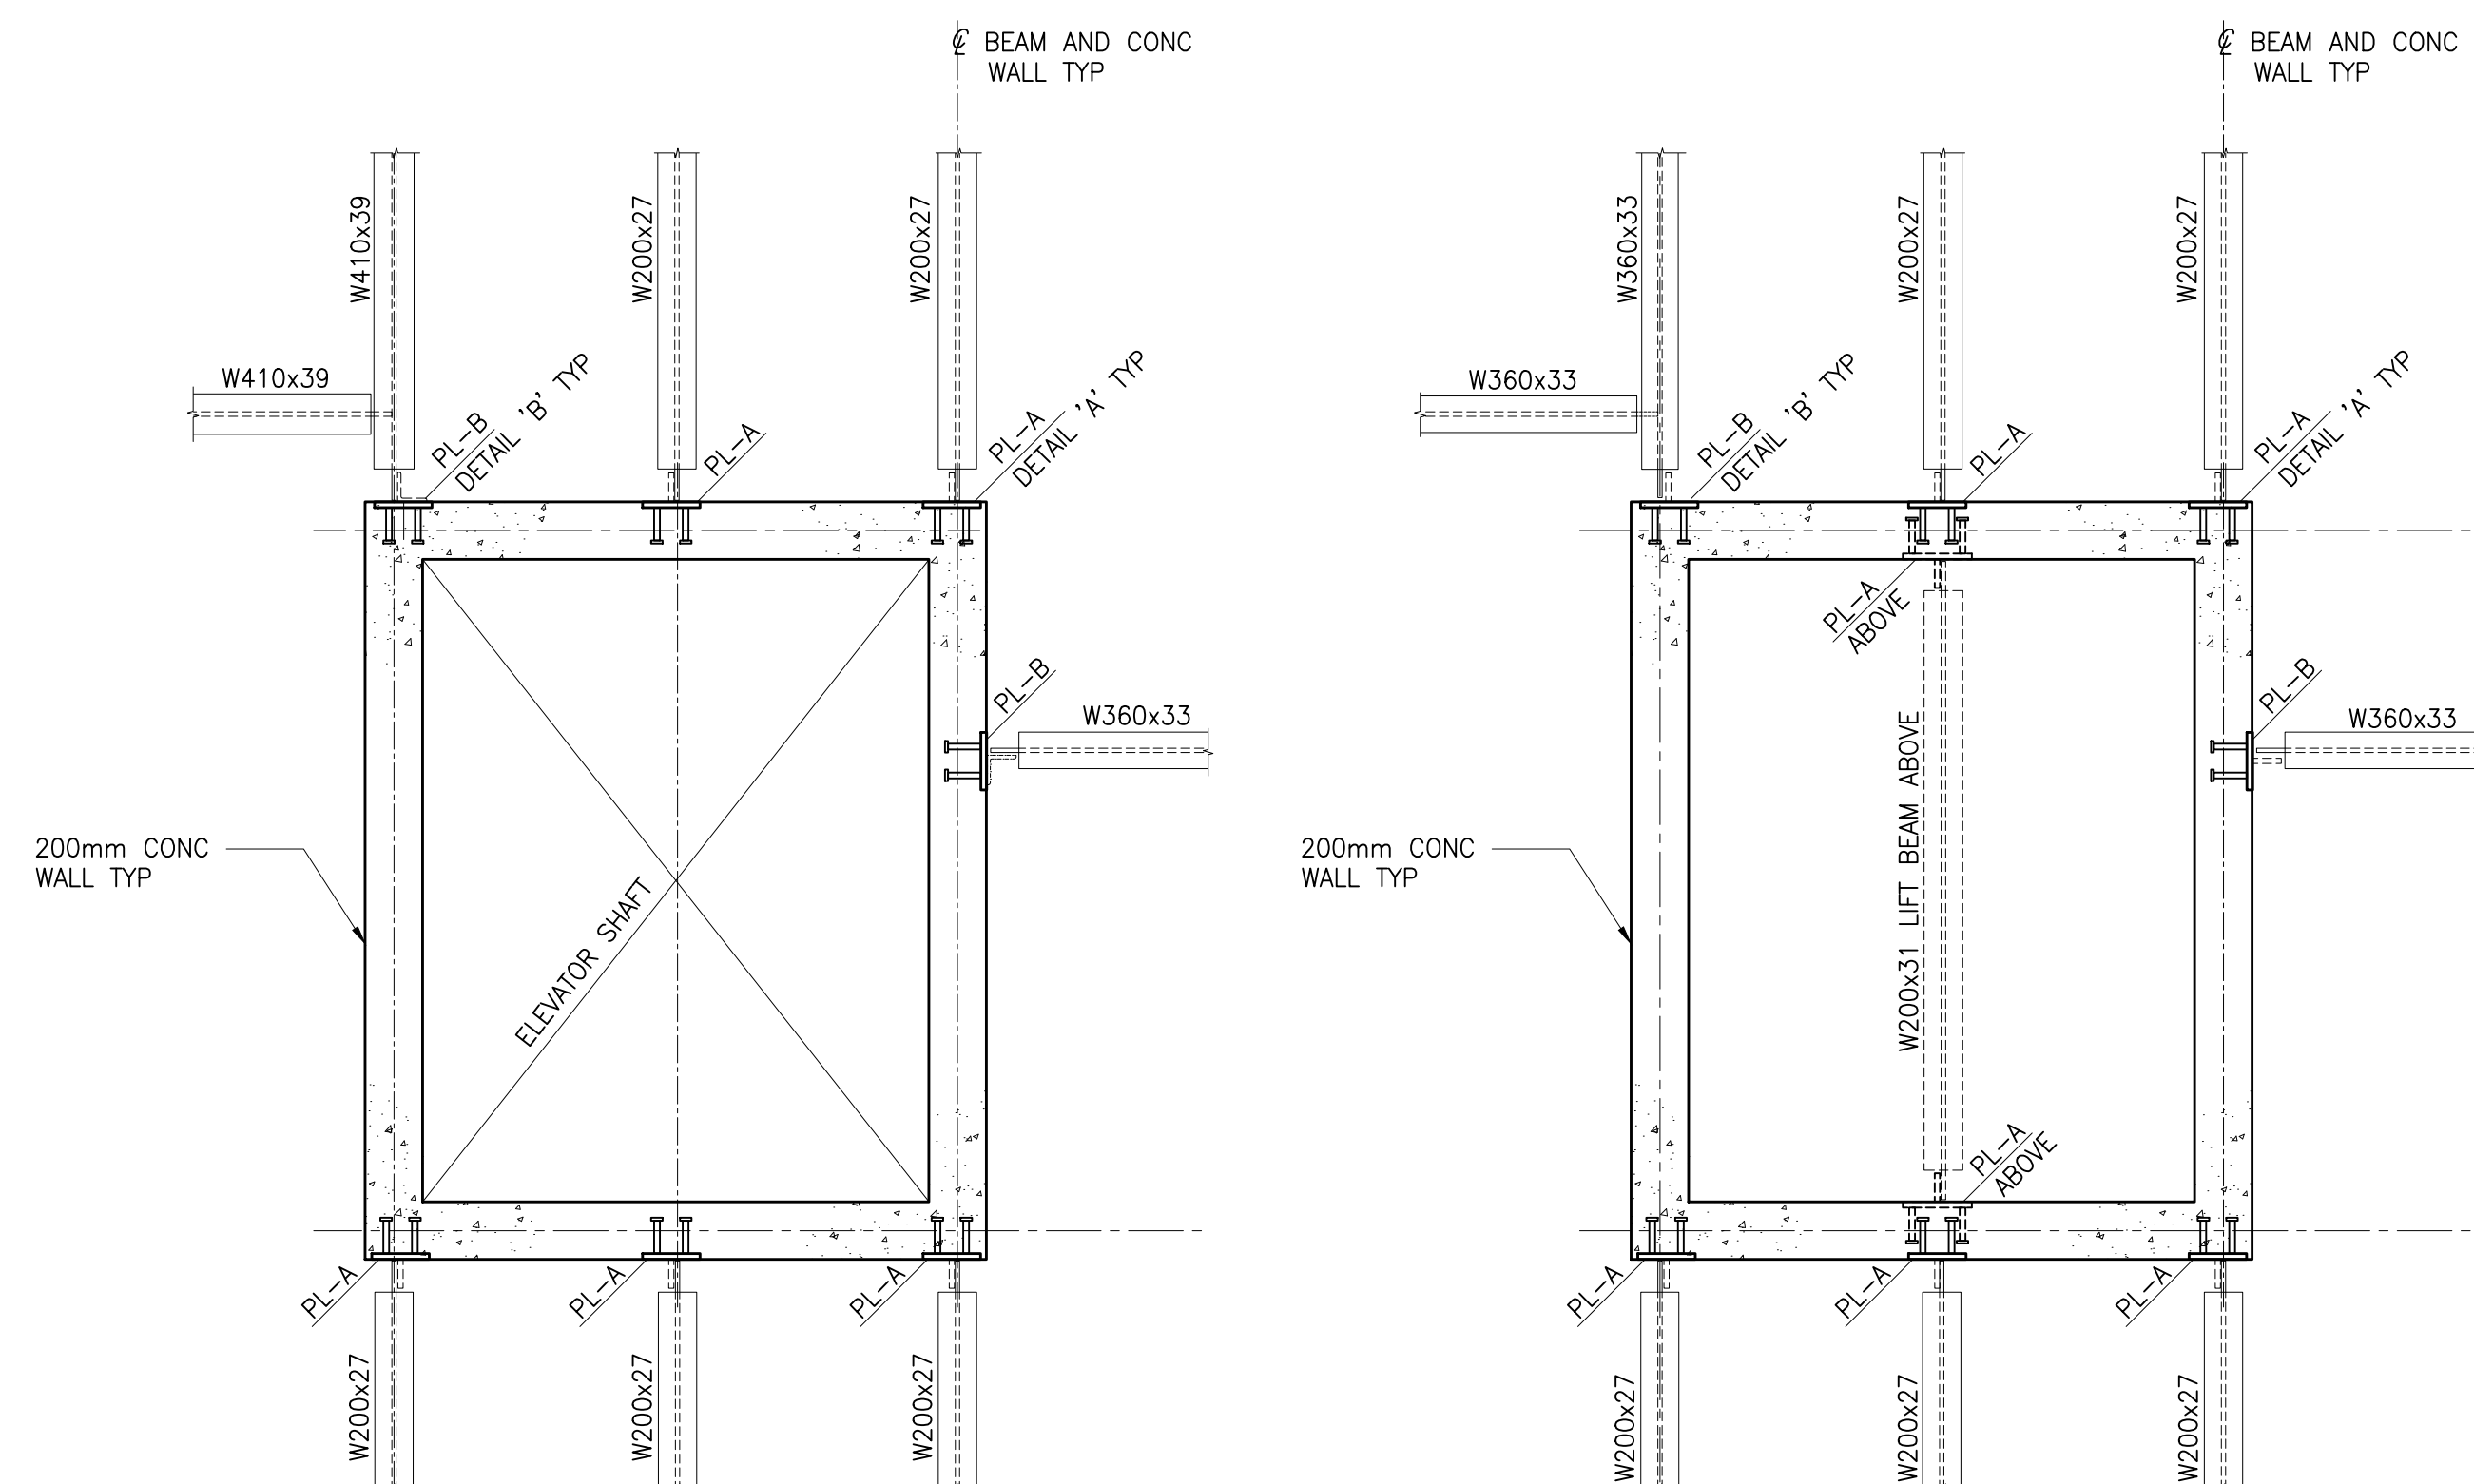 ℄ BEAM AND CONC
WALL TYP
W410x39
W200x27
W200x27
W410x39
PL-B
DETAIL 'B' TYP
PL-A
PL-A
DETAIL 'A' TYP
PL-B
W360x33
200mm CONC
WALL TYP
ELEVATOR SHAFT
PL-A
PL-A
PL-A
W200x27
W200x27
W200x27
℄ BEAM AND CONC
WALL TYP
W360x33
W200x27
W200x27
W360x33
PL-B
DETAIL 'B' TYP
PL-A
PL-A
DETAIL 'A' TYP
PL-A
ABOVE
PL-B
W360x33
W200x31 LIFT BEAM ABOVE
200mm CONC
WALL TYP
PL-A
ABOVE
PL-A
PL-A
PL-A
W200x27
W200x27
W200x27